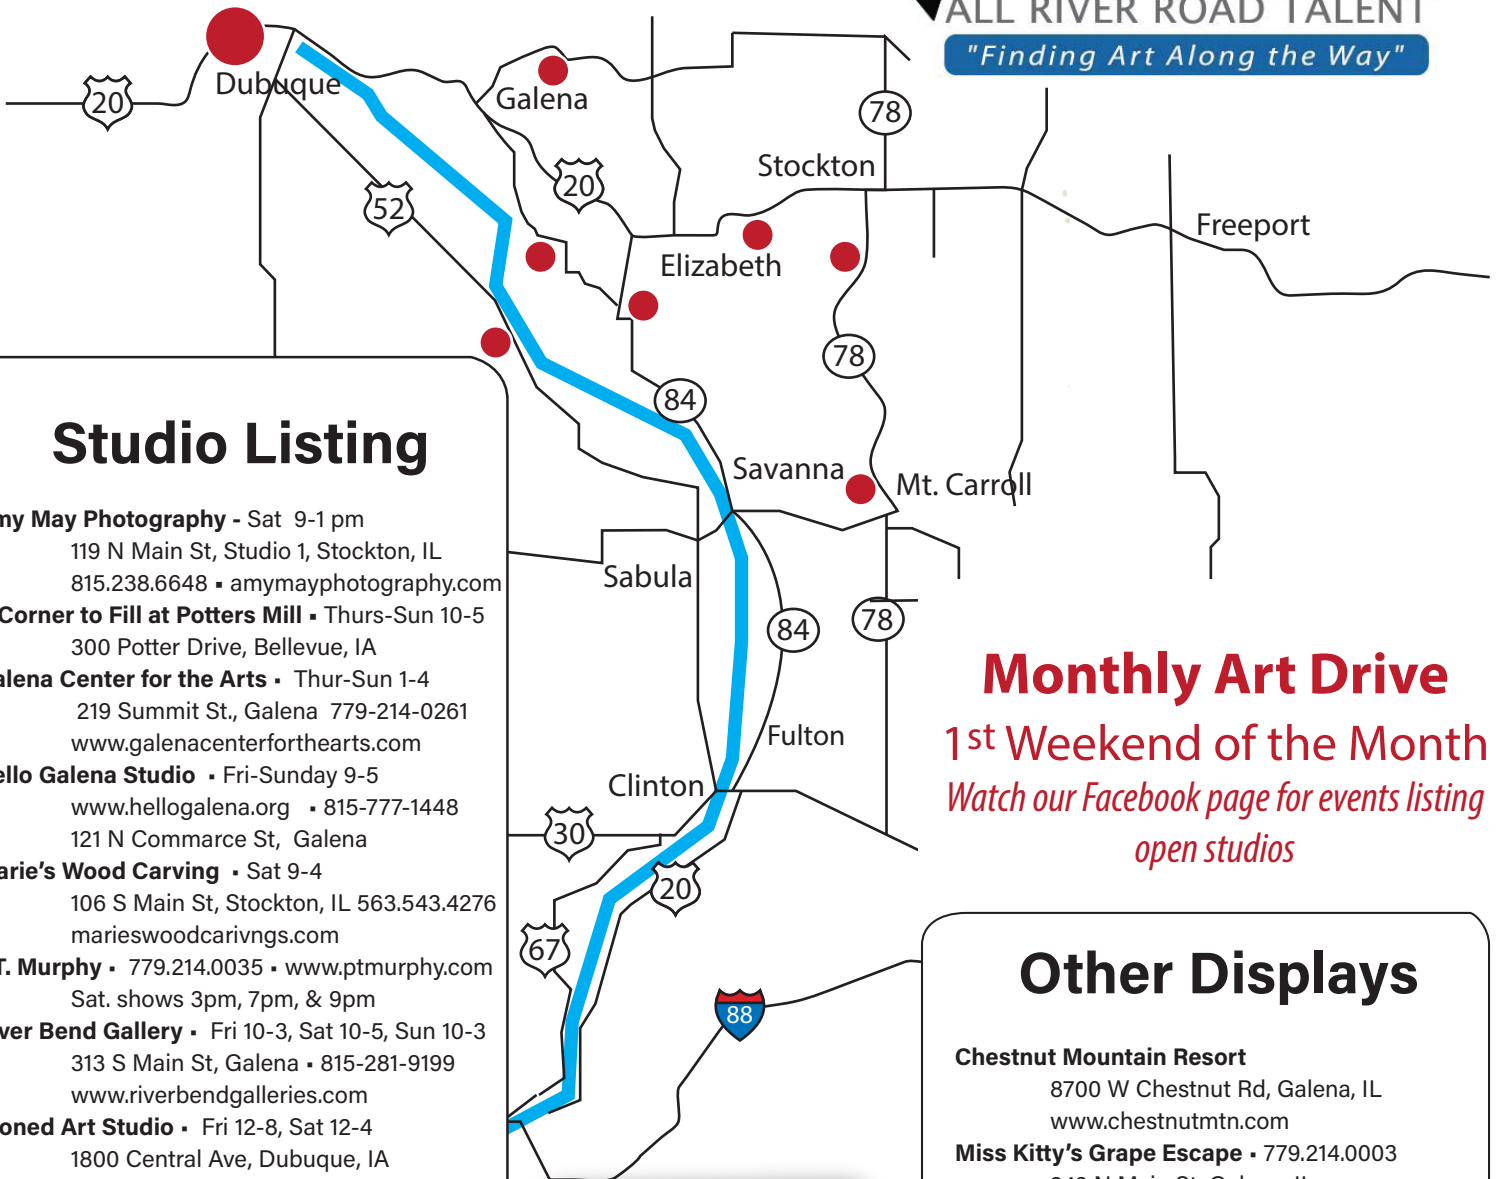 ALL RIVER ROAD TALENT
"Finding Art Along the Way"
Dubuque
20
Galena
78
Stockton
20
52
Freeport
Elizabeth
78
84
Savanna
Mt. Carroll
Sabula
84
78
Fulton
Clinton
30
20
67
88
Studio Listing
my May Photography - Sat 9-1 pm
119 N Main St, Studio 1, Stockton, IL
815.238.6648 ▪ amymayphotography.com
Corner to Fill at Potters Mill ▪ Thurs-Sun 10-5
300 Potter Drive, Bellevue, IA
alena Center for the Arts ▪ Thur-Sun 1-4
219 Summit St., Galena 779-214-0261
www.galenacenterforthearts.com
ello Galena Studio ▪ Fri-Sunday 9-5
www.hellogalena.org ▪ 815-777-1448
121 N Commarce St, Galena
arie's Wood Carving ▪ Sat 9-4
106 S Main St, Stockton, IL 563.543.4276
marieswoodcarivngs.com
T. Murphy ▪ 779.214.0035 ▪ www.ptmurphy.com
Sat. shows 3pm, 7pm, & 9pm
ver Bend Gallery ▪ Fri 10-3, Sat 10-5, Sun 10-3
313 S Main St, Galena ▪ 815-281-9199
www.riverbendgalleries.com
oned Art Studio ▪ Fri 12-8, Sat 12-4
1800 Central Ave, Dubuque, IA
Monthly Art Drive
1st Weekend of the Month
Watch our Facebook page for events listing
open studios
Other Displays
Chestnut Mountain Resort
8700 W Chestnut Rd, Galena, IL
www.chestnutmtn.com
Miss Kitty's Grape Escape ▪ 779.214.0003